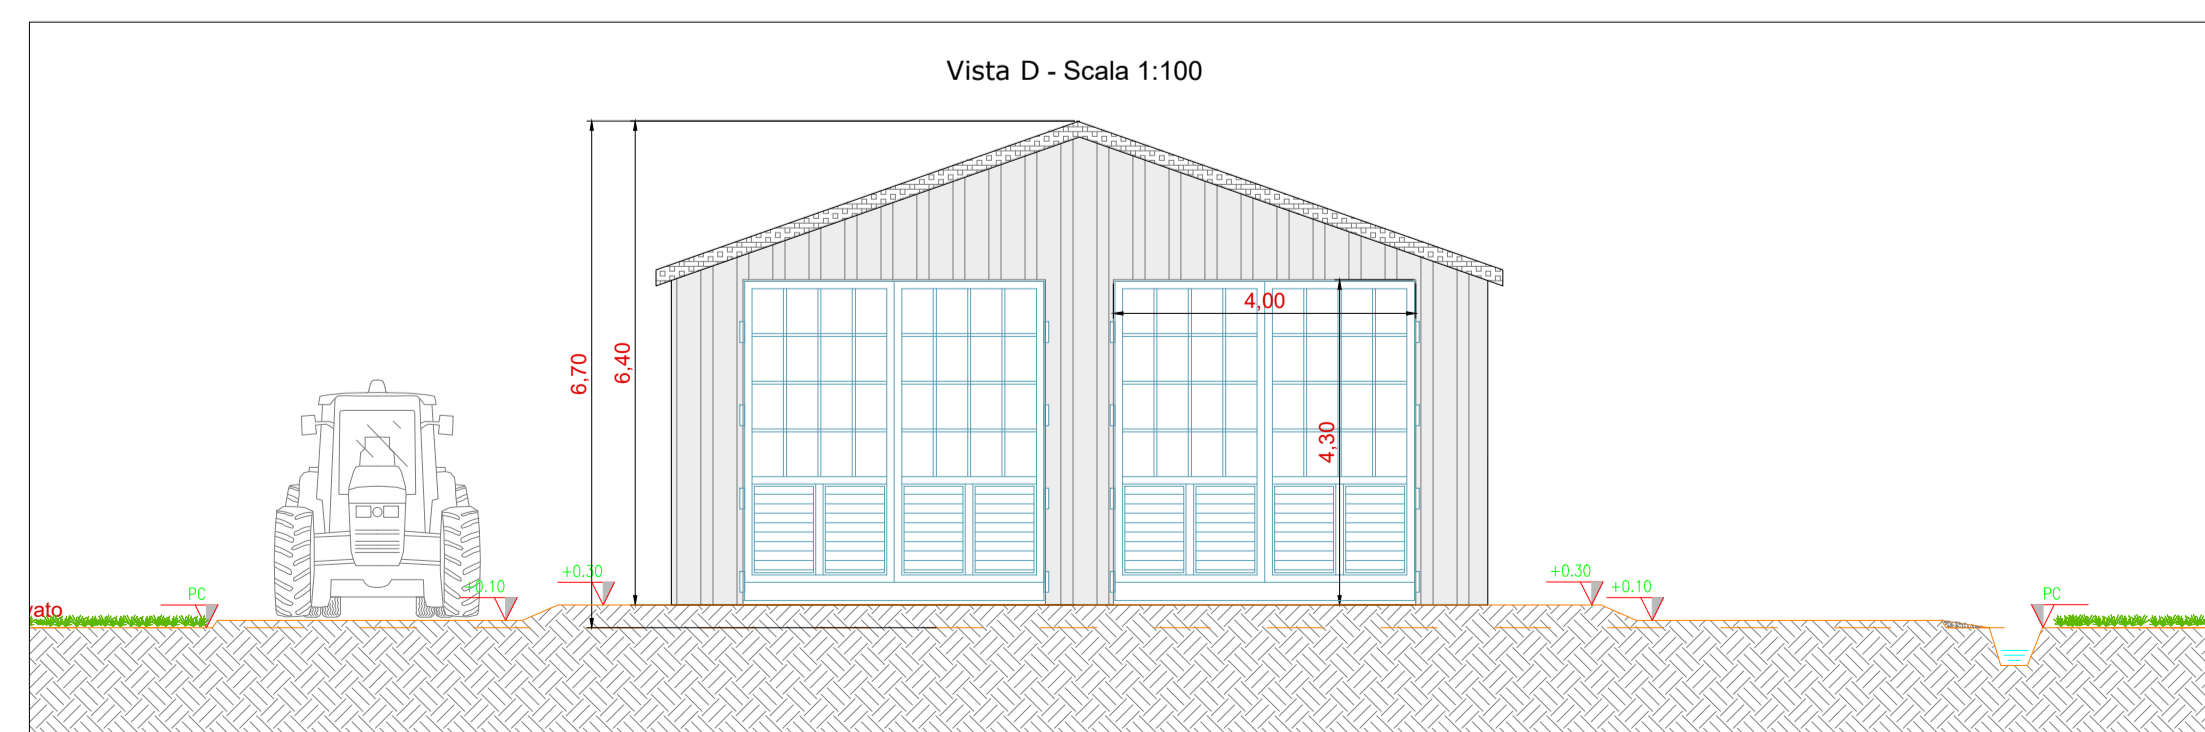 Vista D - Scala 1:100
6,70
6,40
4,00
4,30
+0.30
+0.10
PC
vato
+0.30
+0.10
PC